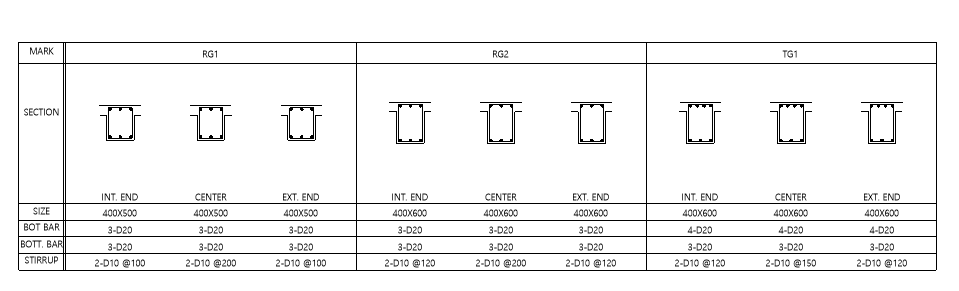 MARK RG1 RG2 TG1
SECTION
INT. END CENTER EXT. END INT. END CENTER EXT. END INT. END CENTER EXT. END
SIZE 400X500 400X500 400X500 400X600 400X600 400X600 400X600 400X600 400X600
BOT BAR 3-D20 3-D20 3-D20 3-D20 3-D20 3-D20 4-D20 4-D20 4-D20
BOTT. BAR 3-D20 3-D20 3-D20 3-D20 3-D20 3-D20 3-D20 3-D20 3-D20
STIRRUP 2-D10 @100 2-D10 @200 2-D10 @100 2-D10 @120 2-D10 @200 2-D10 @120 2-D10 @120 2-D10 @150 2-D10 @120